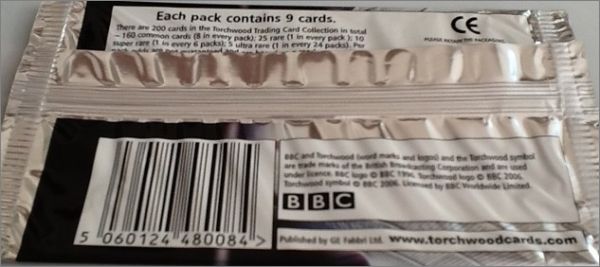 Each pack contains 9 cards.
There are 200 cards in the Torchwood Trading Card Collection in total
– 160 common cards (8 in every pack); 25 rare (1 in every pack); 10
super rare (1 in every 6 packs); 5 ultra rare (1 in every 24 packs).
CE
PLEASE RETAIN THE PACKAGING
5 060124 480084 >
BBC and Torchwood (word marks and logos) and the Torchwood symbol
are trade marks of the British Broadcasting Corporation and are used
under licence. BBC logo © BBC 1996. Torchwood logo © BBC 2006.
Torchwood symbol © BBC 2006. Licensed by BBC Worldwide Limited.
BBC
Published by GE Fabbri Ltd. www.torchwoodcards.com